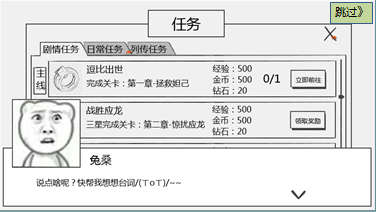 跳过》
任务
剧情任务 日常任务 列传任务
主线
逗比出世
完成关卡：第一章-拯救妲己
经验：500
金币：500
钻石：20
0/1
立即前往
战胜应龙
三星完成关卡：第二章-惊扰应龙
经验：500
金币：500
钻石：20
领取奖励
兔桑
说点啥呢？快帮我想想台词/(ToT)/~~